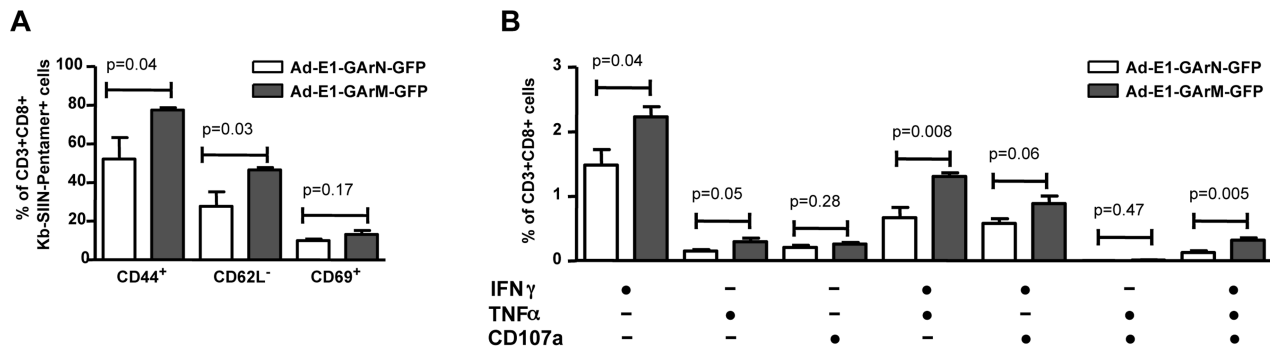 A
% of CD3+CD8+
Kb-SIIN-Pentamer+ cells
100
80
60
40
20
0
p=0.04
p=0.03
p=0.17
Ad-E1-GArN-GFP
Ad-E1-GArM-GFP
CD44+
CD62L-
CD69+
B
% of CD3+CD8+ cells
3
2
1
0
p=0.04
p=0.05
p=0.28
p=0.008
p=0.06
p=0.47
p=0.005
Ad-E1-GArN-GFP
Ad-E1-GArM-GFP
IFNγ ● – – ● ● – ●
TNFα – ● – ● – ● ●
CD107a – – ● – ● ● ●